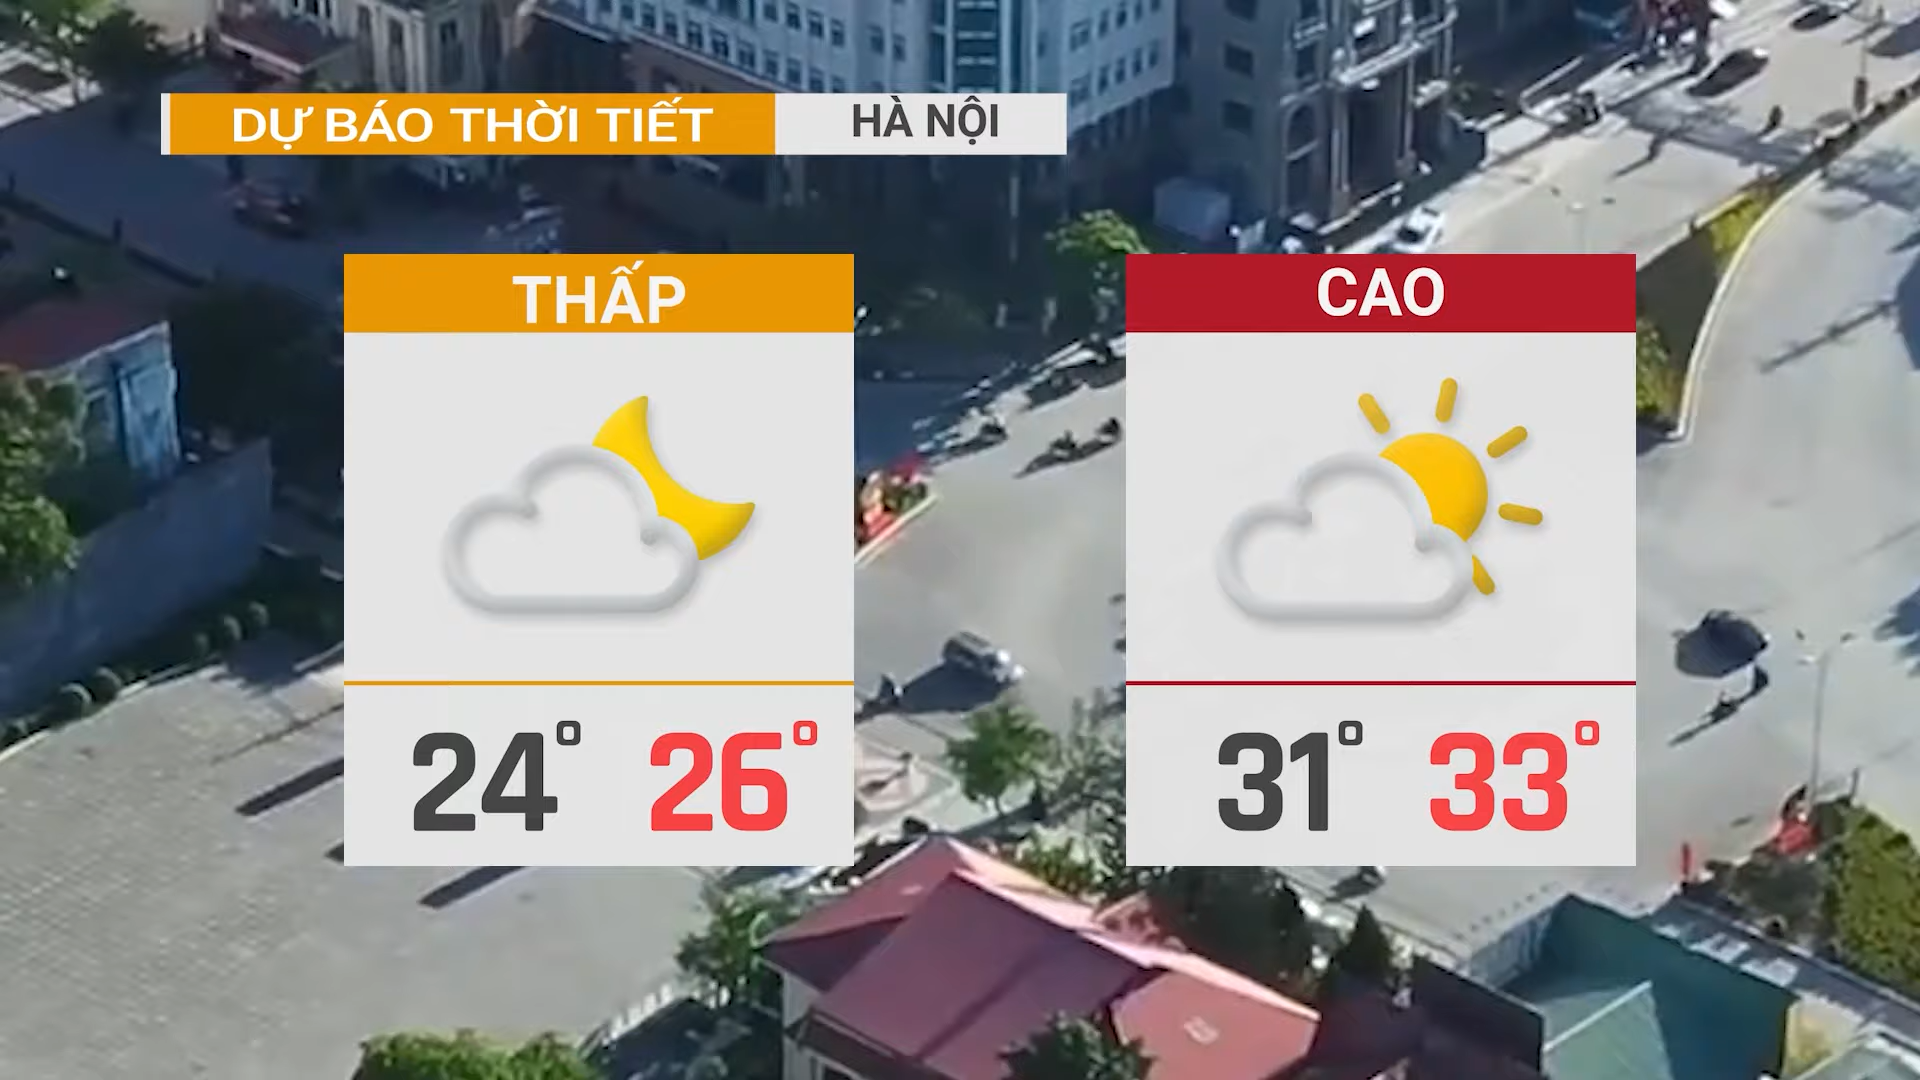 DỰ BÁO THỜI TIẾT HÀ NỘI
THẤP
24° 26°
CAO
31° 33°